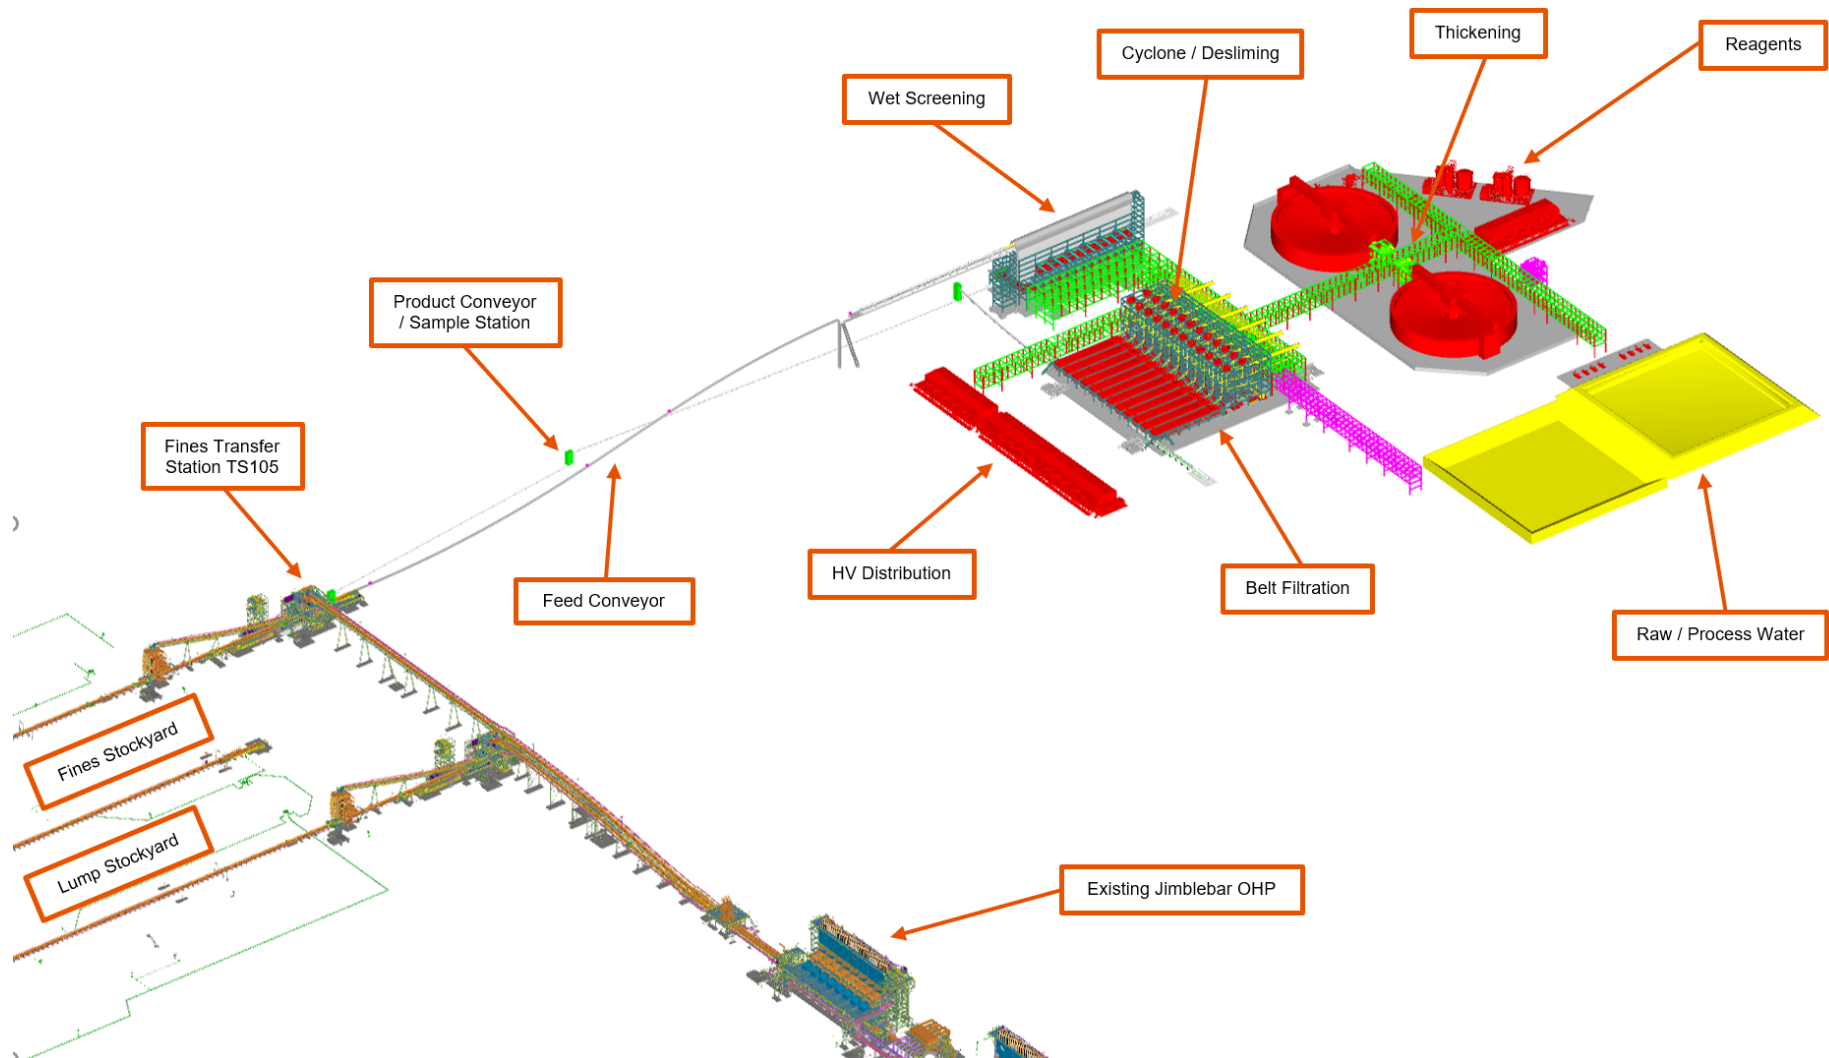 Thickening
Reagents
Cyclone / Desliming
Wet Screening
Product Conveyor
/ Sample Station
Fines Transfer
Station TS105
HV Distribution
Feed Conveyor
Belt Filtration
Raw / Process Water
Fines Stockyard
Lump Stockyard
Existing Jimblebar OHP